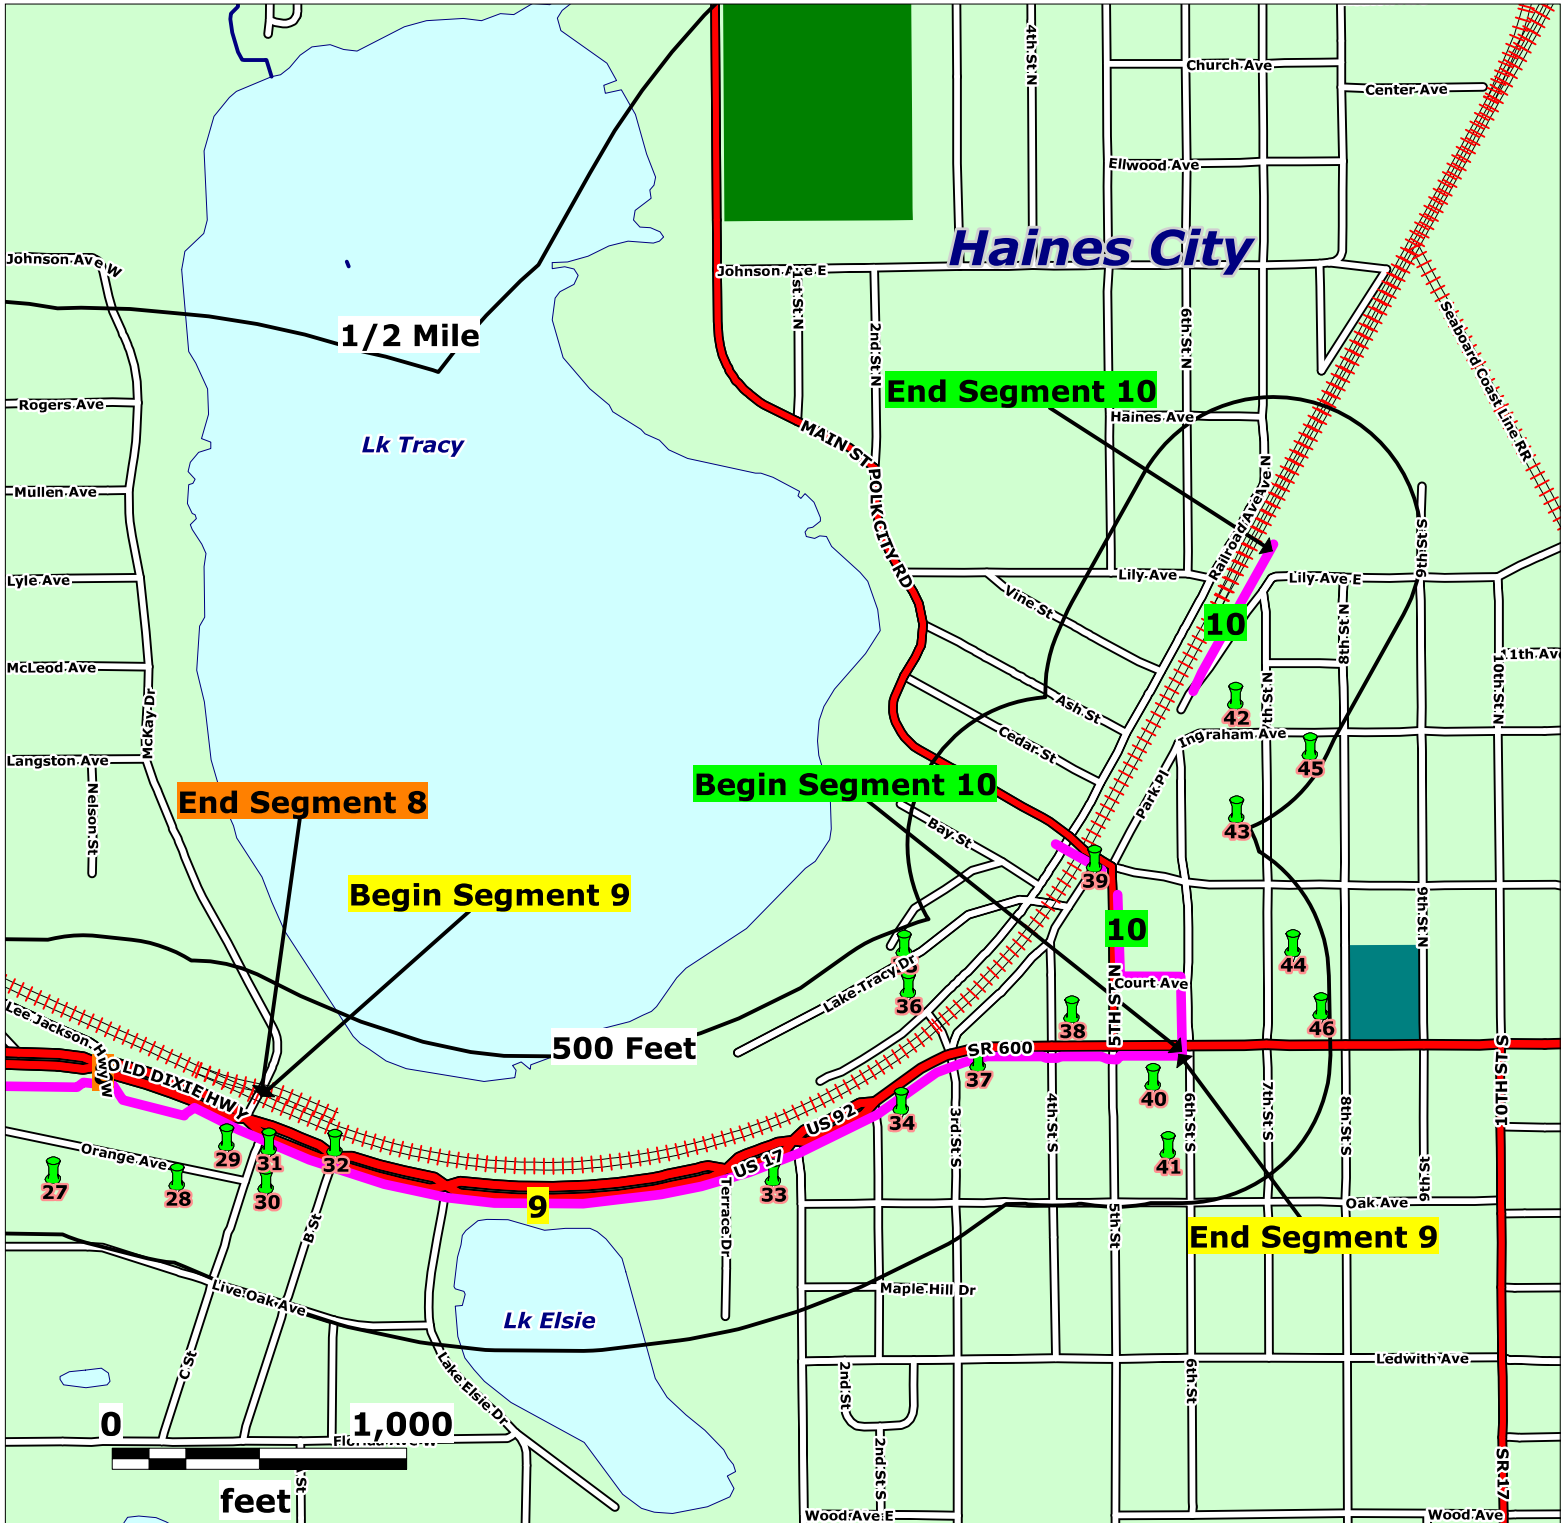 4th St N
Church Ave
Center Ave
Ellwood Ave
Haines City
Johnson Ave W
Johnson Ave E
1st St N
2nd St N
6th St N
Seaboard Coast Line RR
1/2 Mile
End Segment 10
Rogers Ave
Haines Ave
MAIN ST
Lk Tracy
POLK CITY RD
Mullen Ave
Railroad Ave N
9th St S
Lyle Ave
Lily Ave
Lily Ave E
Vine St
10
8th St N
McLeod Ave
11th Ave
10th St N
7th St N
McKay Dr
Ash St
42
Cedar St
Ingraham Ave
Langston Ave
45
Begin Segment 10
Park Pl
End Segment 8
Nelson St
Bay St
43
39
Begin Segment 9
10
9th St N
44
Lake Tracy Dr
36
Court Ave
5TH ST N
Lee Jackson Hwy W
38
46
500 Feet
SR 600
OLD DIXIE HWY
37
40
US 92
34
3rd St S
4th St S
6th St S
7th St S
8th St S
10TH ST S
Orange Ave
29
31
32
41
27
28
30
US 17
33
9th St
9
Terrace Dr
Oak Ave
B St
5th St
End Segment 9
Live Oak Ave
Maple Hill Dr
Lk Elsie
C St
Lake Elsie Dr
2nd St
6th St
Ledwith Ave
0
1,000
2nd St S
SR 17
feet
Wood Ave E
Wood Ave